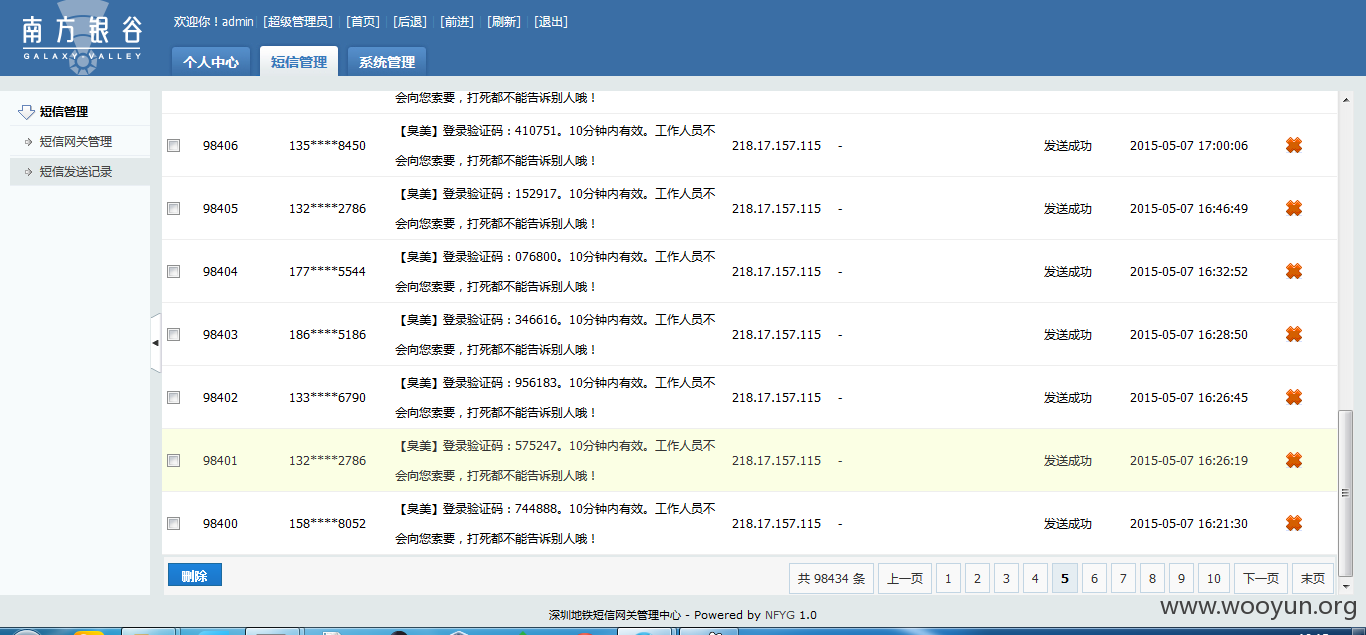 南方银谷
GALAXY VALLEY
欢迎你！admin [超级管理员] [首页] [后退] [前进] [刷新] [退出]
个人中心 短信管理 系统管理
短信管理
短信网关管理
短信发送记录
会向您索要，打死都不能告诉别人哦！
98406 135****8450 【臭美】登录验证码：410751。10分钟内有效。工作人员不 218.17.157.115 - 发送成功 2015-05-07 17:00:06
会向您索要，打死都不能告诉别人哦！
98405 132****2786 【臭美】登录验证码：152917。10分钟内有效。工作人员不 218.17.157.115 - 发送成功 2015-05-07 16:46:49
会向您索要，打死都不能告诉别人哦！
98404 177****5544 【臭美】登录验证码：076800。10分钟内有效。工作人员不 218.17.157.115 - 发送成功 2015-05-07 16:32:52
会向您索要，打死都不能告诉别人哦！
98403 186****5186 【臭美】登录验证码：346616。10分钟内有效。工作人员不 218.17.157.115 - 发送成功 2015-05-07 16:28:50
会向您索要，打死都不能告诉别人哦！
98402 133****6790 【臭美】登录验证码：956183。10分钟内有效。工作人员不 218.17.157.115 - 发送成功 2015-05-07 16:26:45
会向您索要，打死都不能告诉别人哦！
98401 132****2786 【臭美】登录验证码：575247。10分钟内有效。工作人员不 218.17.157.115 - 发送成功 2015-05-07 16:26:19
会向您索要，打死都不能告诉别人哦！
98400 158****8052 【臭美】登录验证码：744888。10分钟内有效。工作人员不 218.17.157.115 - 发送成功 2015-05-07 16:21:30
会向您索要，打死都不能告诉别人哦！
删除 共 98434 条 上一页 1 2 3 4 5 6 7 8 9 10 下一页 末页
深圳地铁短信网关管理中心 - Powered by NFYG 1.0
www.wooyun.org